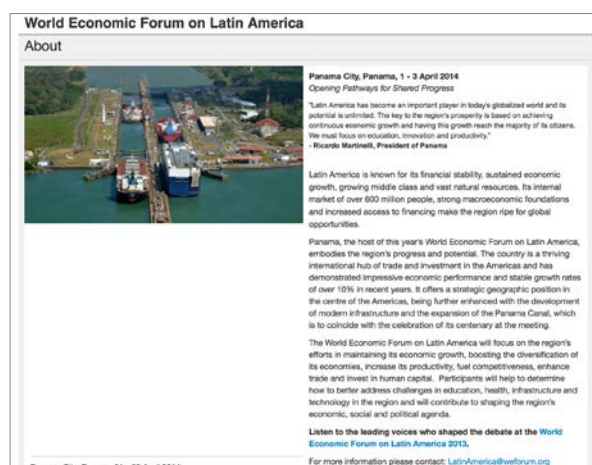 World Economic Forum on Latin America
About
Panama City, Panama, 1 - 3 April 2014
Opening Pathways for Shared Progress
"Latin America has become an important player in today's globalized world and its
potential is unlimited. The key to the region's prosperity is based on achieving
continuous economic growth and having this growth reach the majority of its citizens.
We must focus on education, innovation and productivity."
- Ricardo Martinelli, President of Panama
Latin America is known for its financial stability, sustained economic
growth, growing middle class and vast natural resources. Its internal
market of over 600 million people, strong macroeconomic foundations
and increased access to financing make the region ripe for global
opportunities.
Panama, the host of this year's World Economic Forum on Latin America,
embodies the region's progress and potential. The country is a thriving
international hub of trade and investment in the Americas and has
demonstrated impressive economic performance and stable growth rates
of over 10% in recent years. It offers a strategic geographic position in
the centre of the Americas, being further enhanced with the development
of modern infrastructure and the expansion of the Panama Canal, which
is to coincide with the celebration of its centenary at the meeting.
The World Economic Forum on Latin America will focus on the region's
efforts in maintaining its economic growth, boosting the diversification of
its economies, increase its productivity, fuel competitiveness, enhance
trade and invest in human capital. Participants will help to determine
how to better address challenges in education, health, infrastructure and
technology in the region and will contribute to shaping the region's
economic, social and political agenda.
Listen to the leading voices who shaped the debate at the World
Economic Forum on Latin America 2013.
For more information please contact: LatinAmerica@weforum.org